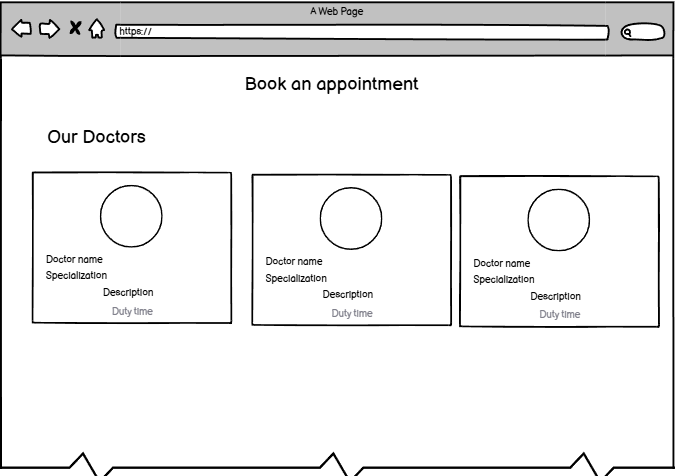 A Web Page
https://
Book an appointment
Our Doctors
Doctor name
Specialization
Description
Duty time
Doctor name
Specialization
Description
Duty time
Doctor name
Specialization
Description
Duty time